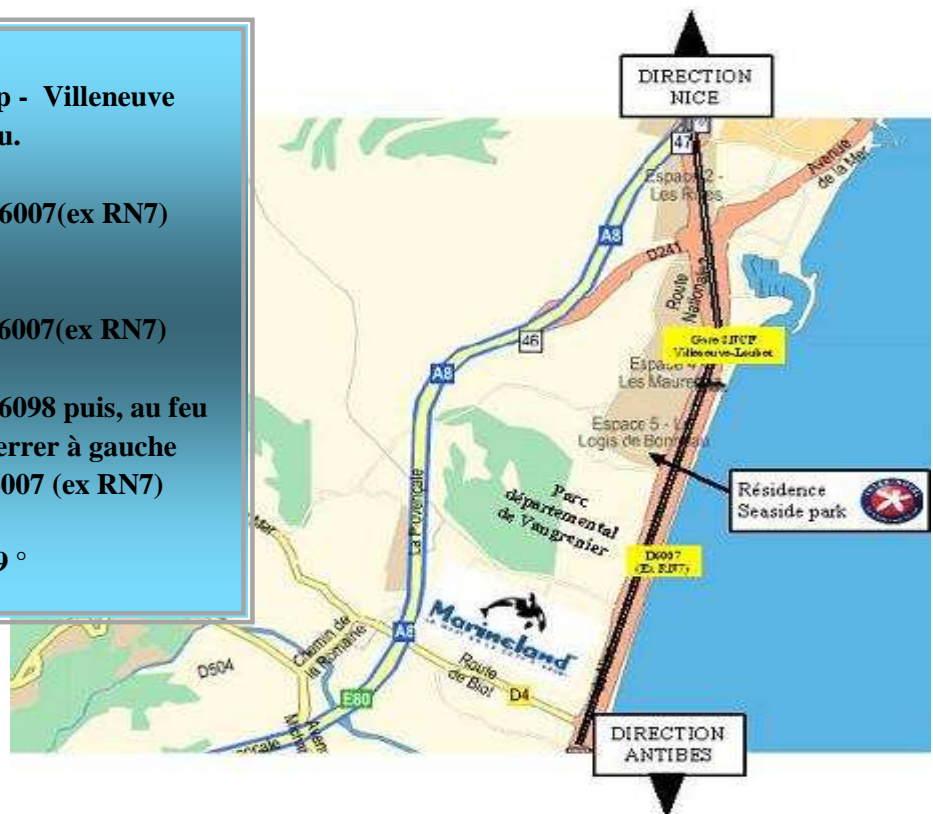 p - Villeneuve
u.
6007(ex RN7)
6007(ex RN7)
6098 puis, au feu
errer à gauche
007 (ex RN7)
9 °
DIRECTION
NICE
47
Espace 2 -
Les Rives
Avenue
de la Mer
A8
D241
Route
Nationale 7
46
Gare SNCF
Villeneuve-Loubet
A8
Espace 4
Les Maurettes
Espace 5 - Le
Logis de Bonneau
Parc
départemental
de Vaugrenier
Résidence
Seaside park
La Provençale
D6007
(Ex RN7)
Mer
Marineland
Chemin de
la Romaine
A8
D504
Route
de Biot
D4
E80
DIRECTION
ANTIBES